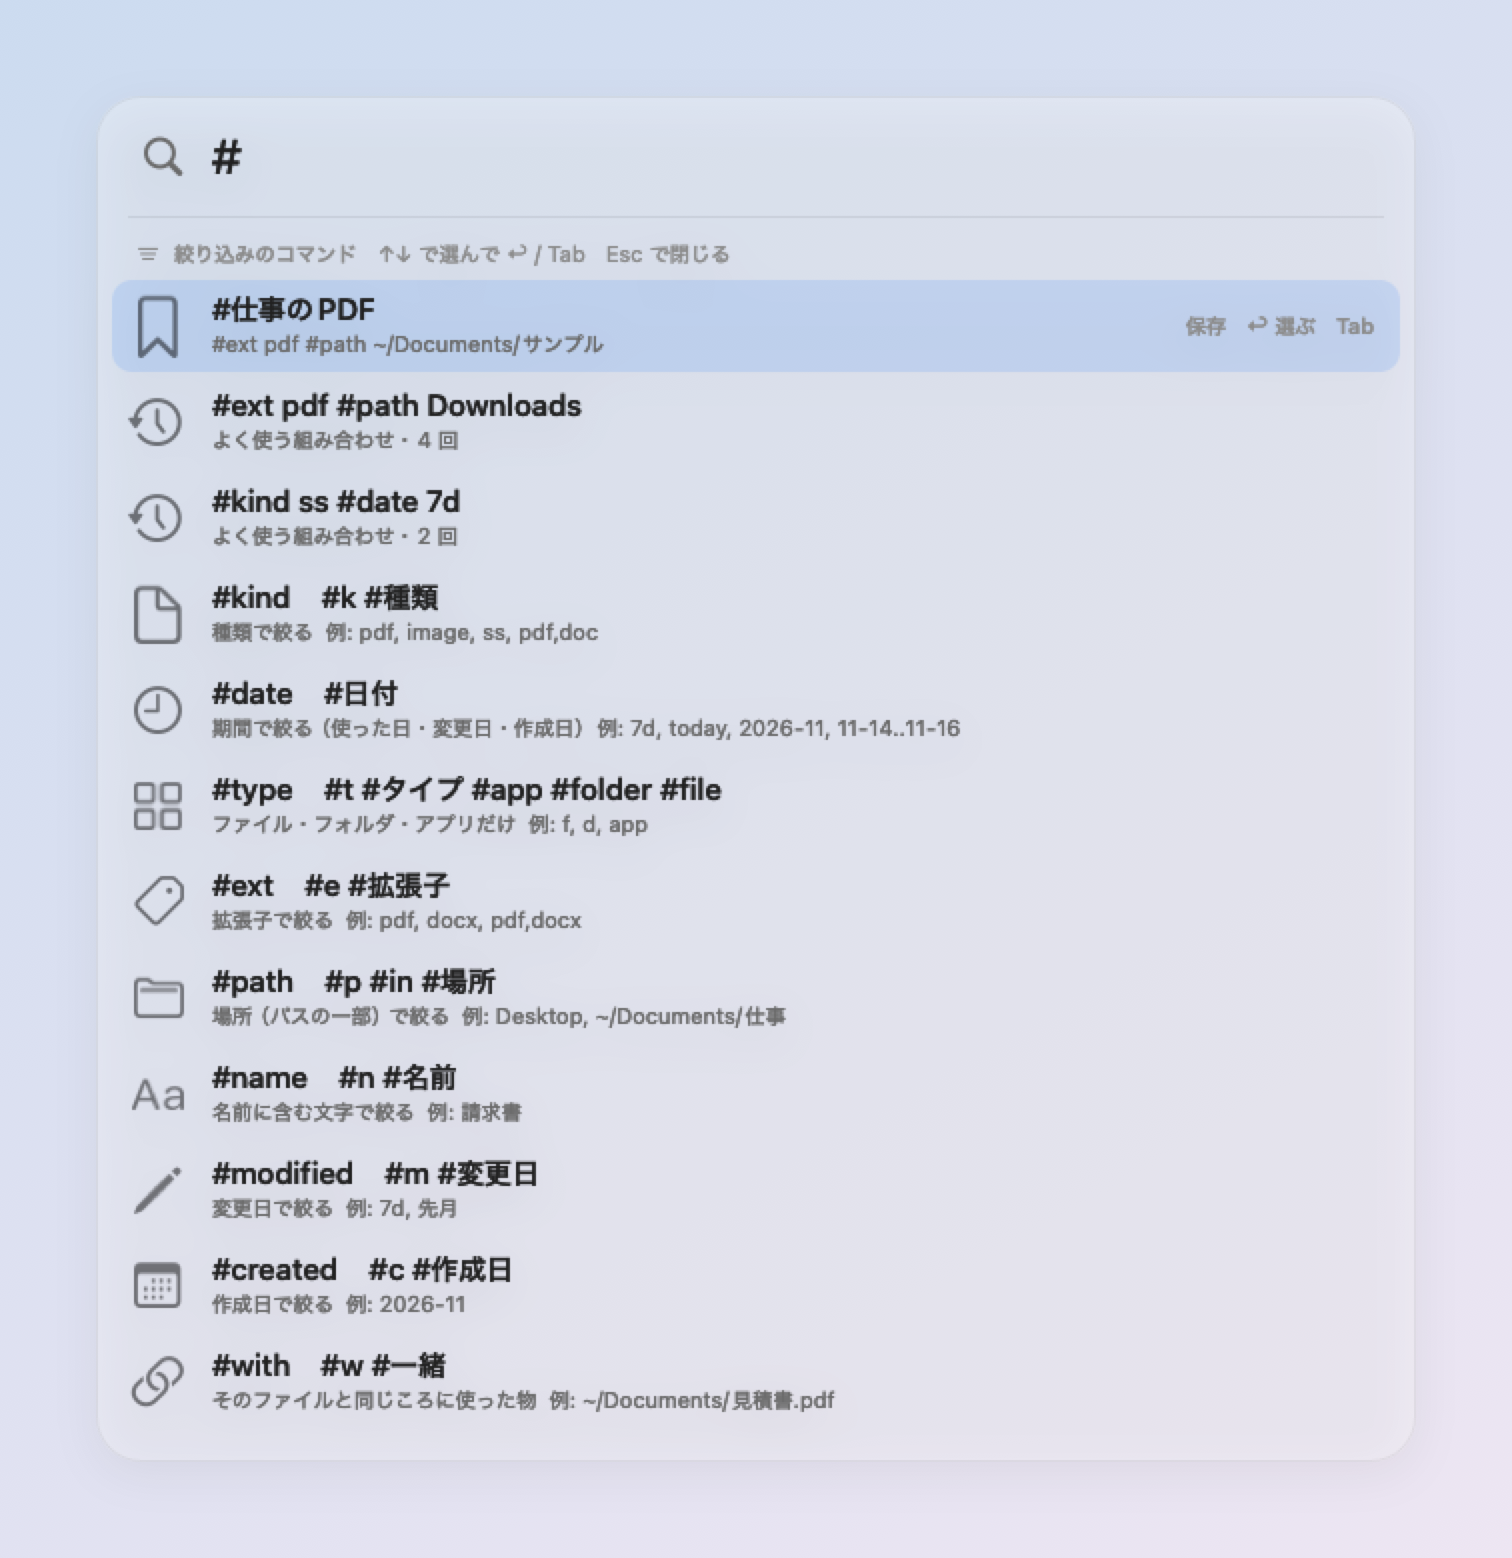 #
絞り込みのコマンド ↑↓ で選んで ↩ / Tab Esc で閉じる
#仕事のPDF
#ext pdf #path ~/Documents/サンプル
保存 ↩ 選ぶ Tab
#ext pdf #path Downloads
よく使う組み合わせ・4 回
#kind ss #date 7d
よく使う組み合わせ・2 回
#kind #k #種類
種類で絞る 例: pdf, image, ss, pdf,doc
#date #日付
期間で絞る（使った日・変更日・作成日）例: 7d, today, 2026-11, 11-14..11-16
#type #t #タイプ #app #folder #file
ファイル・フォルダ・アプリだけ 例: f, d, app
#ext #e #拡張子
拡張子で絞る 例: pdf, docx, pdf,docx
#path #p #in #場所
場所（パスの一部）で絞る 例: Desktop, ~/Documents/仕事
Aa
#name #n #名前
名前に含む文字で絞る 例: 請求書
#modified #m #変更日
変更日で絞る 例: 7d, 先月
#created #c #作成日
作成日で絞る 例: 2026-11
#with #w #一緒
そのファイルと同じころに使った物 例: ~/Documents/見積書.pdf